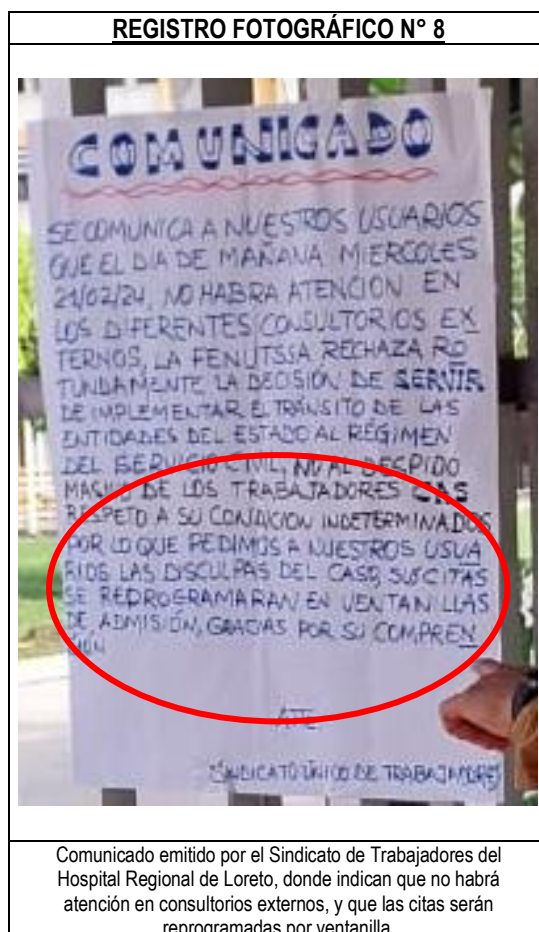 REGISTRO FOTOGRÁFICO N° 8
COMUNICADO
SE COMUNICA A NUESTROS USUARIOS
QUE EL DIA DE MAÑANA MIERCOLES
21/02/24, NO HABRA ATENCION EN
LOS DIFERENTES CONSULTORIOS EX
TERNOS, LA FENUTSSA RECHAZA RO
TUNDAMENTE LA DECISIÓN DE SERVIR
DE IMPLEMENTAR EL TRÁNSITO DE LAS
ENTIDADES DEL ESTADO AL RÉGIMEN
DEL SERVICIO CIVIL, NO AL DESPIDO
MASIVO DE LOS TRABAJADORES CAS
RESPETO A SU CONDICION INDETERMINADOS
POR LO QUE PEDIMOS A NUESTROS USUA
RIOS LAS DISCULPAS DEL CASO, SUS CITAS
SE REPROGRAMARAN EN VENTANILLAS
DE ADMISIÓN, GRACIAS POR SU COMPREN
SIÓN
ATTE
SINDICATO ÚNICO DE TRABAJADORES
Comunicado emitido por el Sindicato de Trabajadores del
Hospital Regional de Loreto, donde indican que no habrá
atención en consultorios externos, y que las citas serán
reprogramadas por ventanilla